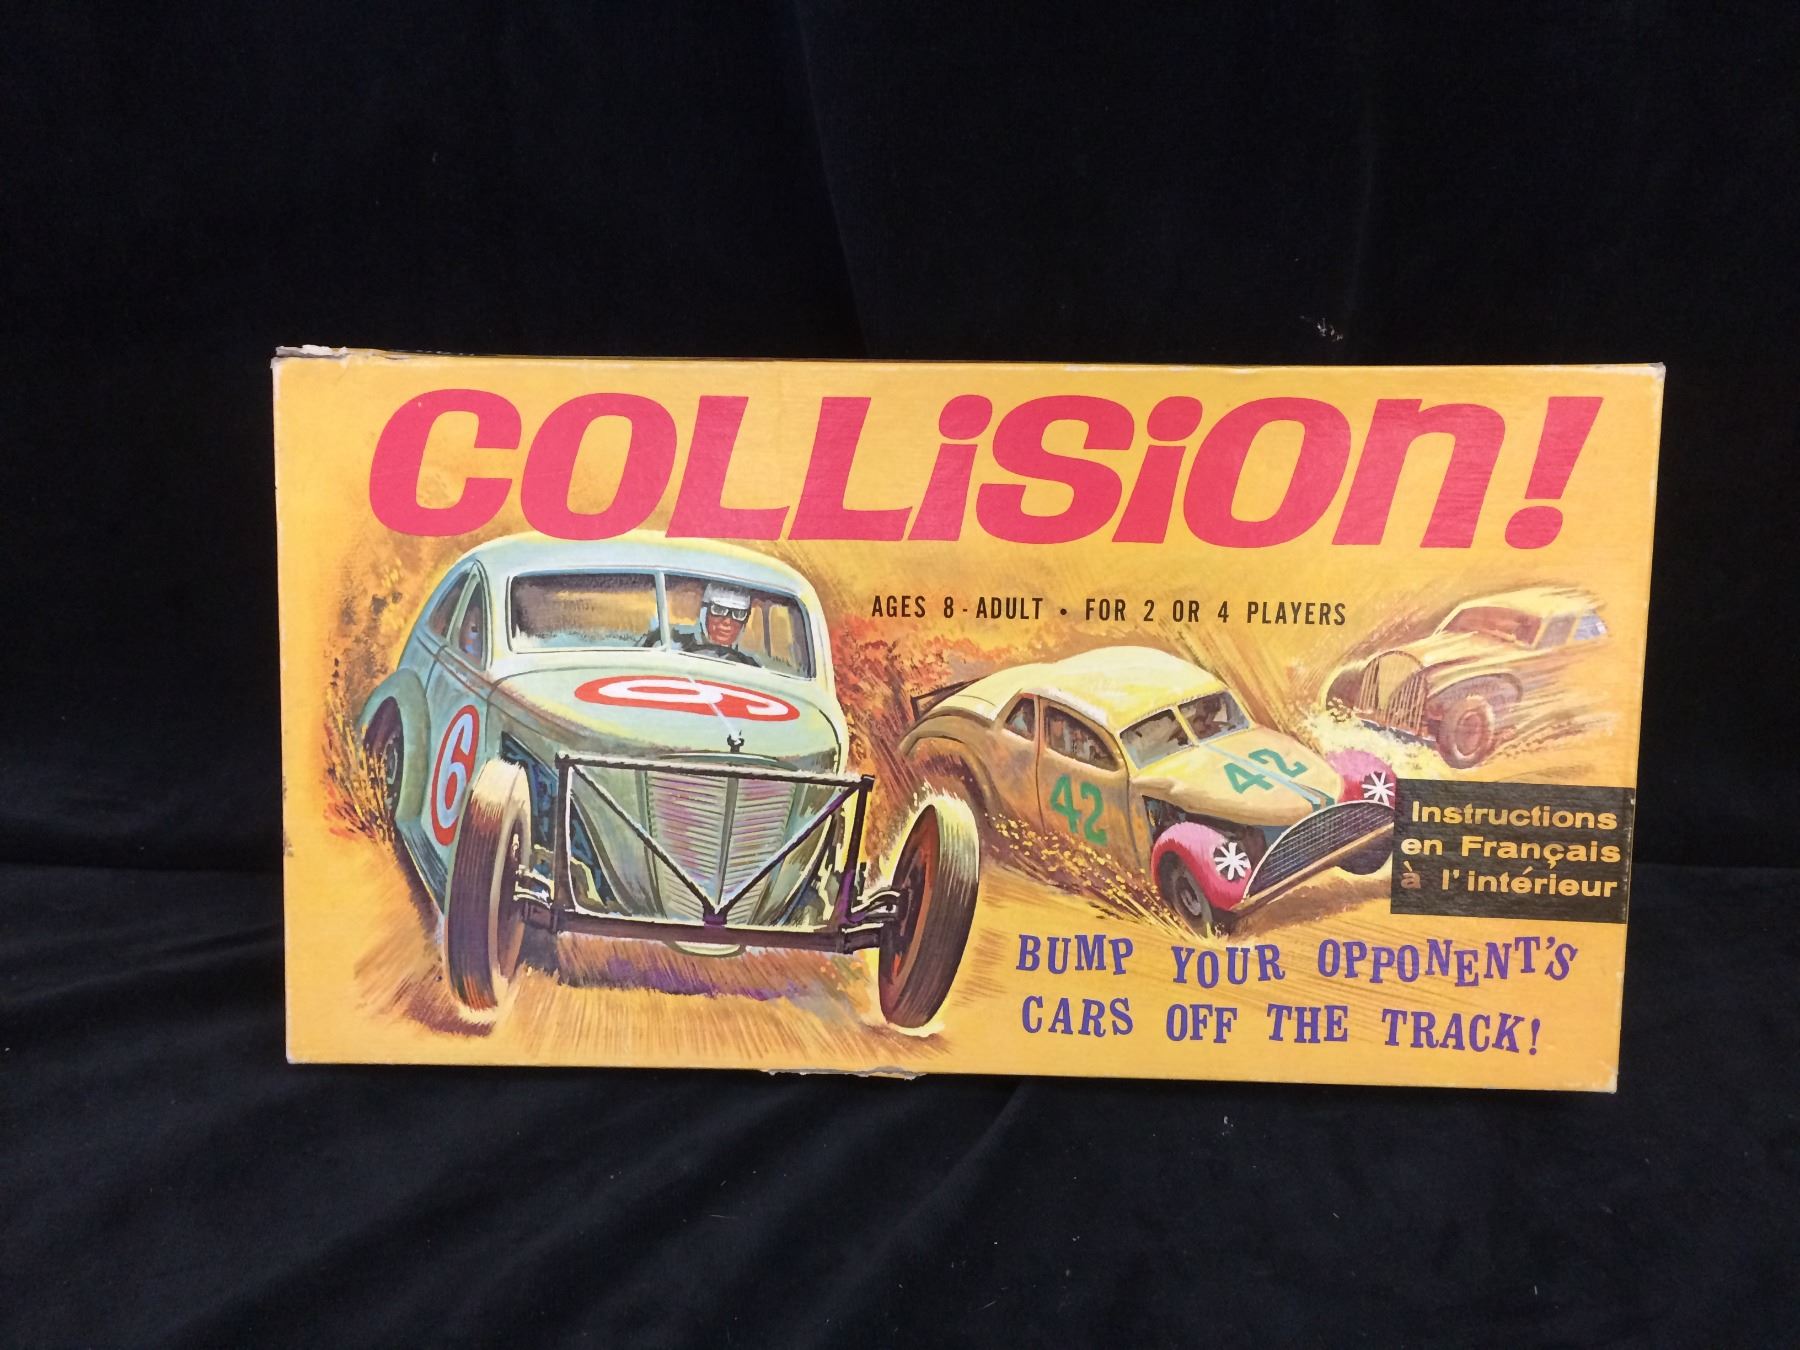 COLLiSion!
AGES 8 - ADULT • FOR 2 OR 4 PLAYERS
6
6
42
42
Instructions
en Français
à l'intérieur
BUMP YOUR OPPONENT'S
CARS OFF THE TRACK!